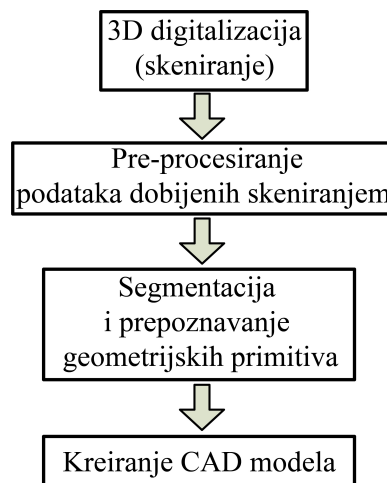 3D digitalizacija
(skeniranje)
Pre-procesiranje
podataka dobijenih skeniranjem
Segmentacija
i prepoznavanje
geometrijskih primitiva
Kreiranje CAD modela